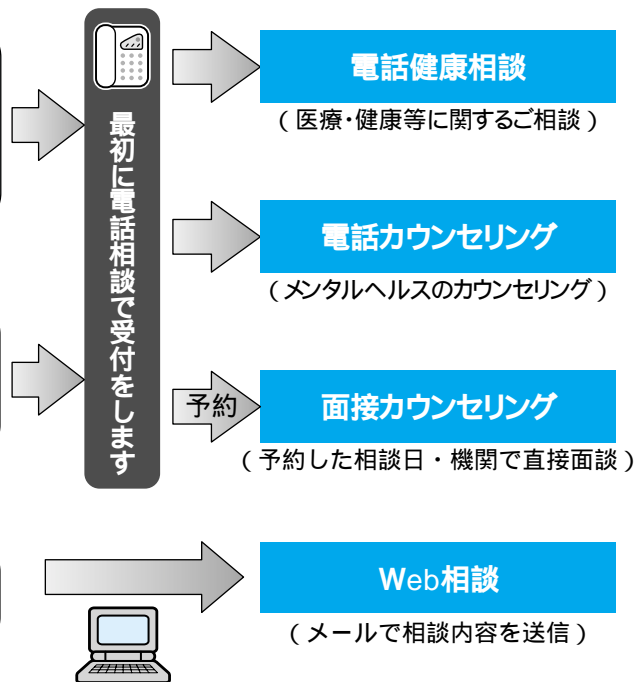 最初に電話相談で受付をします
電話健康相談
(医療・健康等に関するご相談)
電話カウンセリング
(メンタルヘルスのカウンセリング)
予約
面接カウンセリング
(予約した相談日・機関で直接面談)
Web相談
(メールで相談内容を送信)